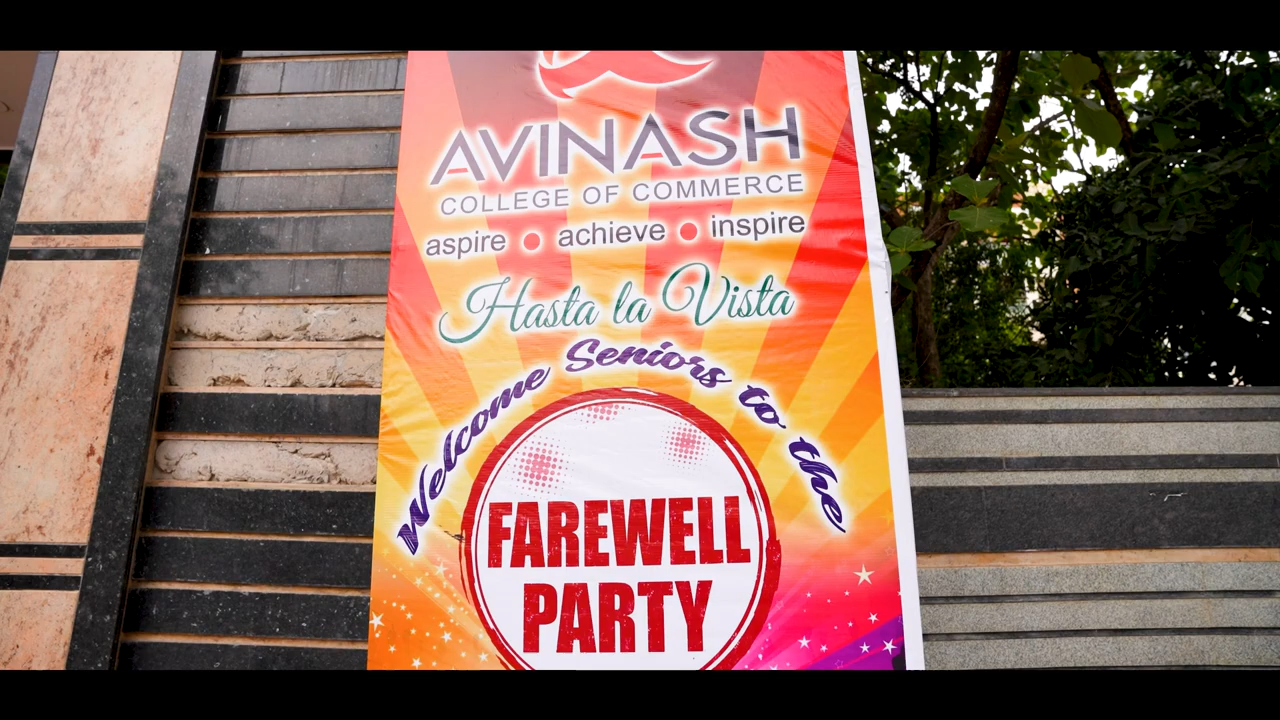 AVINASH
COLLEGE OF COMMERCE
aspire • achieve • inspire
Hasta la Vista
Welcome Seniors to the
FAREWELL
PARTY